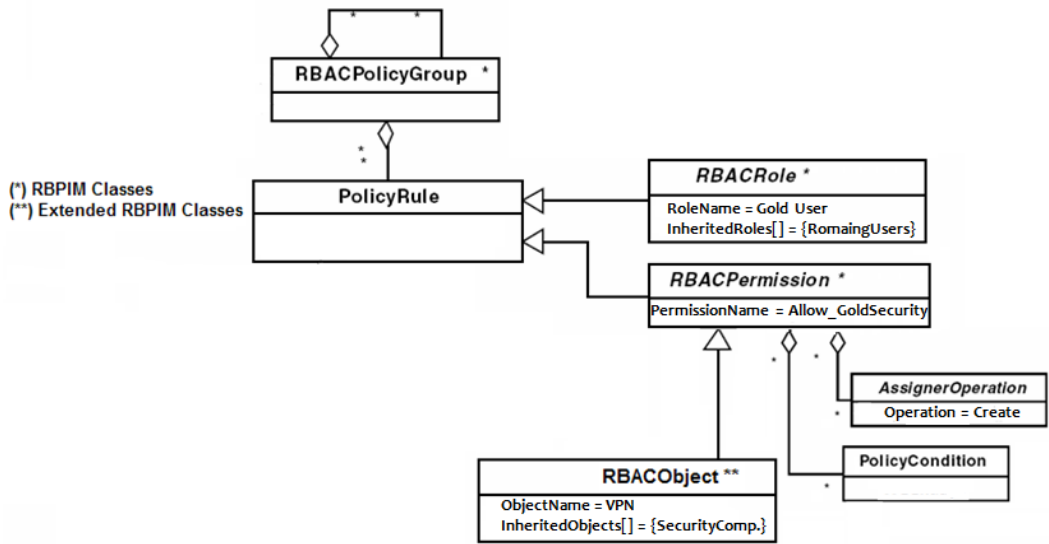 * *
RBACPolicyGroup *
*
*
(*) RBPIM Classes
(**) Extended RBPIM Classes
PolicyRule
RBACRole *
RoleName = Gold User
InheritedRoles[] = {RomaingUsers}
RBACPermission *
PermissionName = Allow_GoldSecurity
* *
AssignerOperation
Operation = Create
*
PolicyCondition
*
RBACObject **
ObjectName = VPN
InheritedObjects[] = {SecurityComp.}